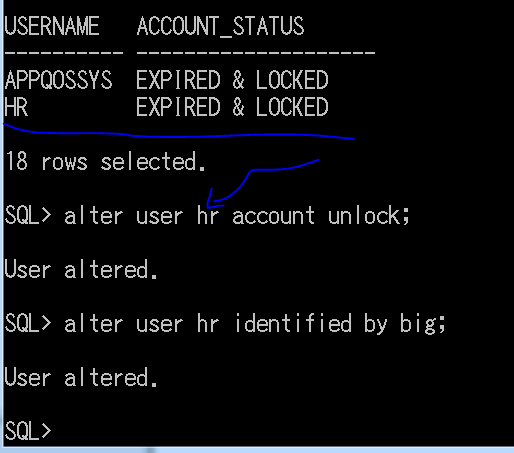 USERNAME   ACCOUNT_STATUS
---------- --------------------
APPQOSSYS  EXPIRED & LOCKED
HR         EXPIRED & LOCKED
18 rows selected.
SQL> alter user hr account unlock;
User altered.
SQL> alter user hr identified by big;
User altered.
SQL>